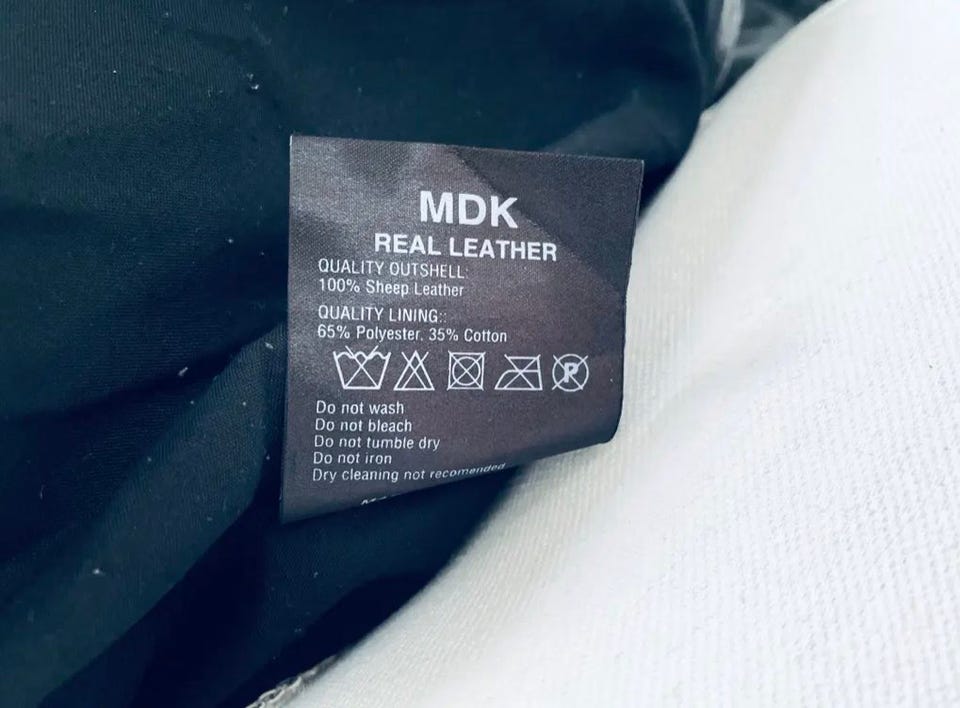 MDK
REAL LEATHER
QUALITY OUTSHELL:
100% Sheep Leather
QUALITY LINING::
65% Polyester, 35% Cotton
P
Do not wash
Do not bleach
Do not tumble dry
Do not iron
Dry cleaning not recomended